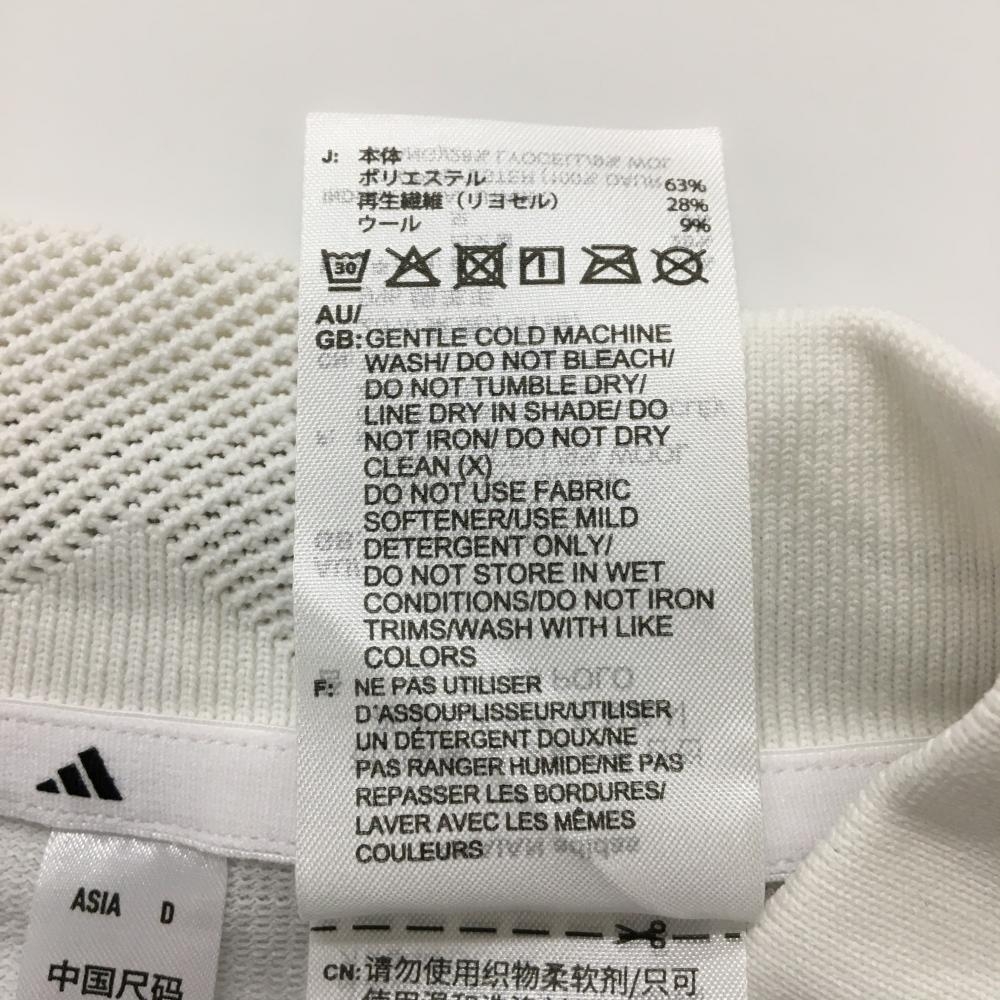 J: 本体
ポリエステル 63%
再生繊維（リヨセル） 28%
ウール 9%
30
AU/
GB: GENTLE COLD MACHINE
WASH/ DO NOT BLEACH/
DO NOT TUMBLE DRY/
LINE DRY IN SHADE/ DO
NOT IRON/ DO NOT DRY
CLEAN (X)
DO NOT USE FABRIC
SOFTENER/USE MILD
DETERGENT ONLY/
DO NOT STORE IN WET
CONDITIONS/DO NOT IRON
TRIMS/WASH WITH LIKE
COLORS
F: NE PAS UTILISER
D'ASSOUPLISSEUR/UTILISER
UN DÉTERGENT DOUX/NE
PAS RANGER HUMIDE/NE PAS
REPASSER LES BORDURES/
LAVER AVEC LES MÊMES
COULEURS
ASIA D
中国尺码
CN: 请勿使用织物柔软剂/只可